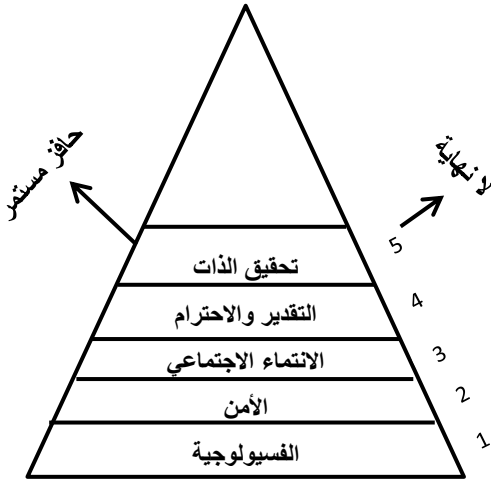 حافز مستمر
لا نهاية
5
تحقيق الذات
4
التقدير والاحترام
3
الانتماء الاجتماعي
2
الأمن
1
الفسيولوجية